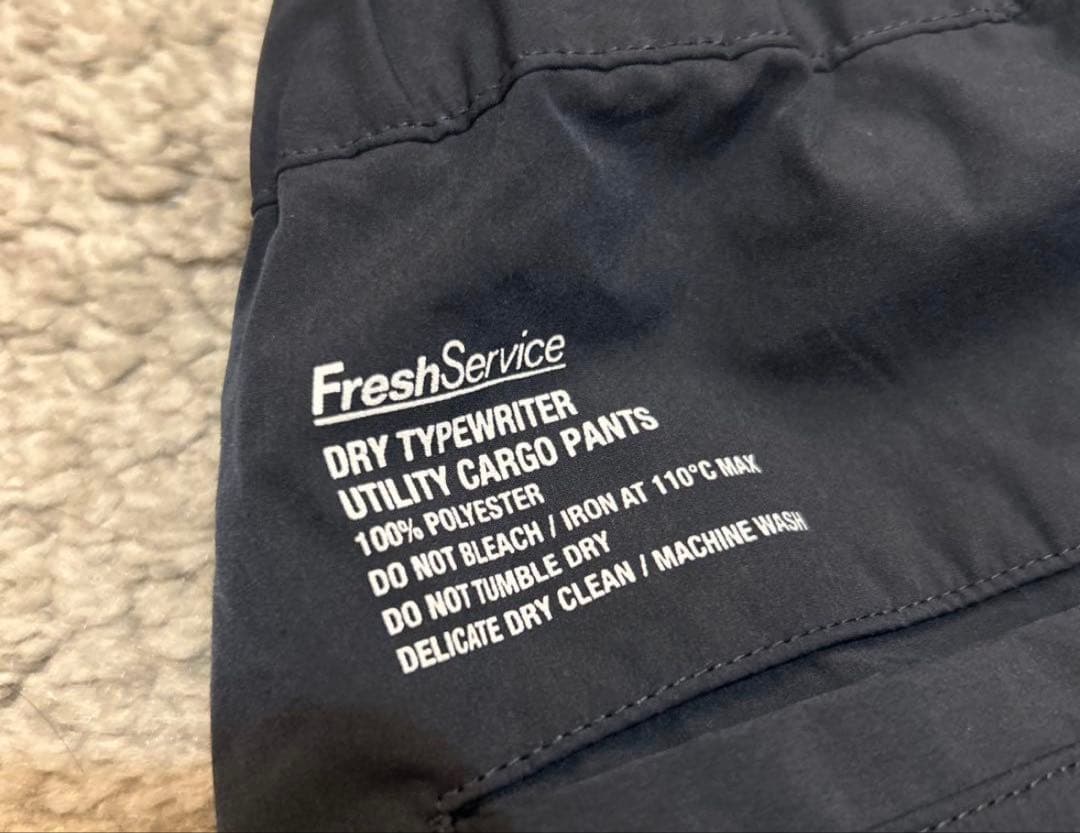 FreshService
DRY TYPEWRITER
UTILITY CARGO PANTS
100% POLYESTER
DO NOT BLEACH / IRON AT 110°C MAX
DO NOT TUMBLE DRY
DELICATE DRY CLEAN / MACHINE WASH